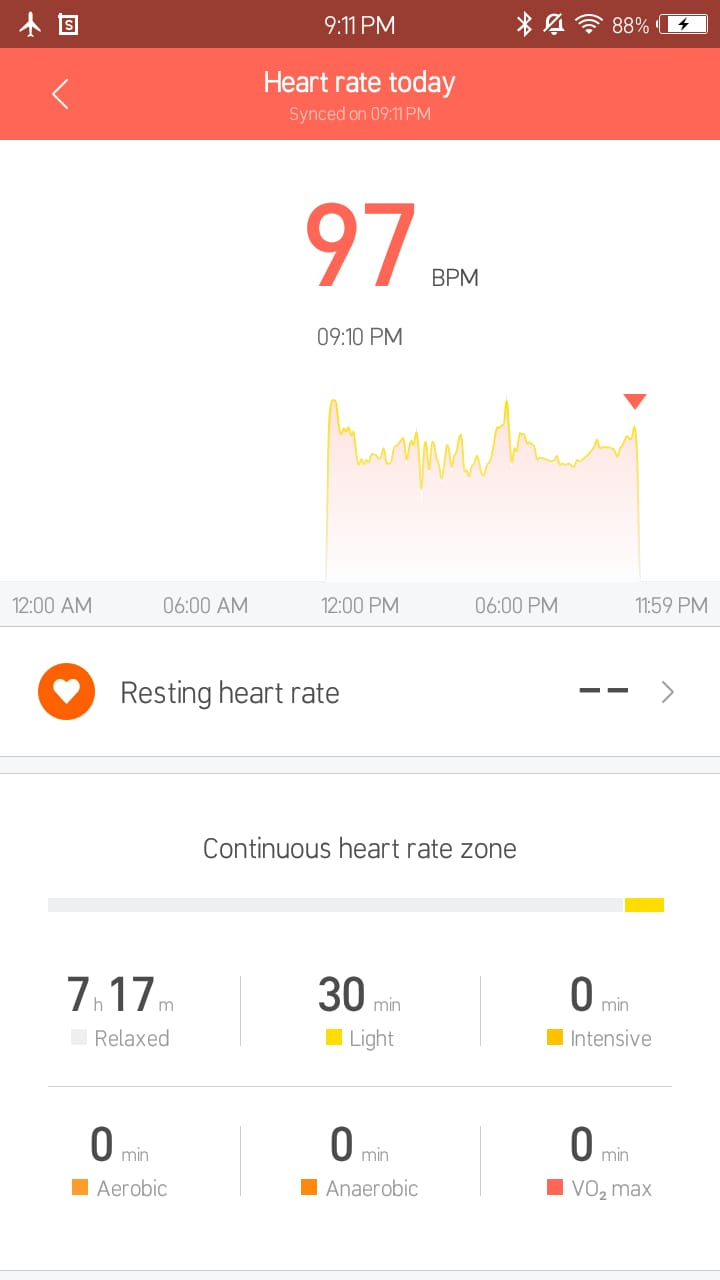 S 9:11 PM 88%
Heart rate today
Synced on 09:11 PM
97 BPM
09:10 PM
12:00 AM 06:00 AM 12:00 PM 06:00 PM 11:59 PM
Resting heart rate --
Continuous heart rate zone
7 h 17 m 30 min 0 min
Relaxed Light Intensive
0 min 0 min 0 min
Aerobic Anaerobic VO₂ max